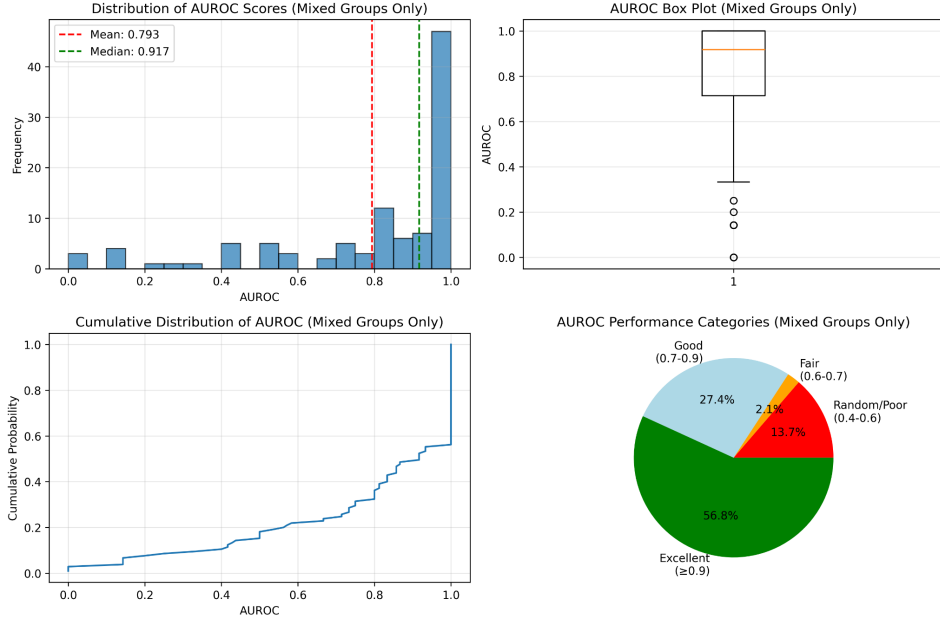 Distribution of AUROC Scores (Mixed Groups Only)
Mean: 0.793
Median: 0.917
Frequency
40
30
20
10
0
0.0 0.2 0.4 0.6 0.8 1.0
AUROC
AUROC Box Plot (Mixed Groups Only)
AUROC
1.0
0.8
0.6
0.4
0.2
0.0
1
Cumulative Distribution of AUROC (Mixed Groups Only)
Cumulative Probability
1.0
0.8
0.6
0.4
0.2
0.0
0.0 0.2 0.4 0.6 0.8 1.0
AUROC
AUROC Performance Categories (Mixed Groups Only)
Good
(0.7-0.9)
Fair
(0.6-0.7)
Random/Poor
(0.4-0.6)
27.4%
2.1%
13.7%
56.8%
Excellent
(≥0.9)